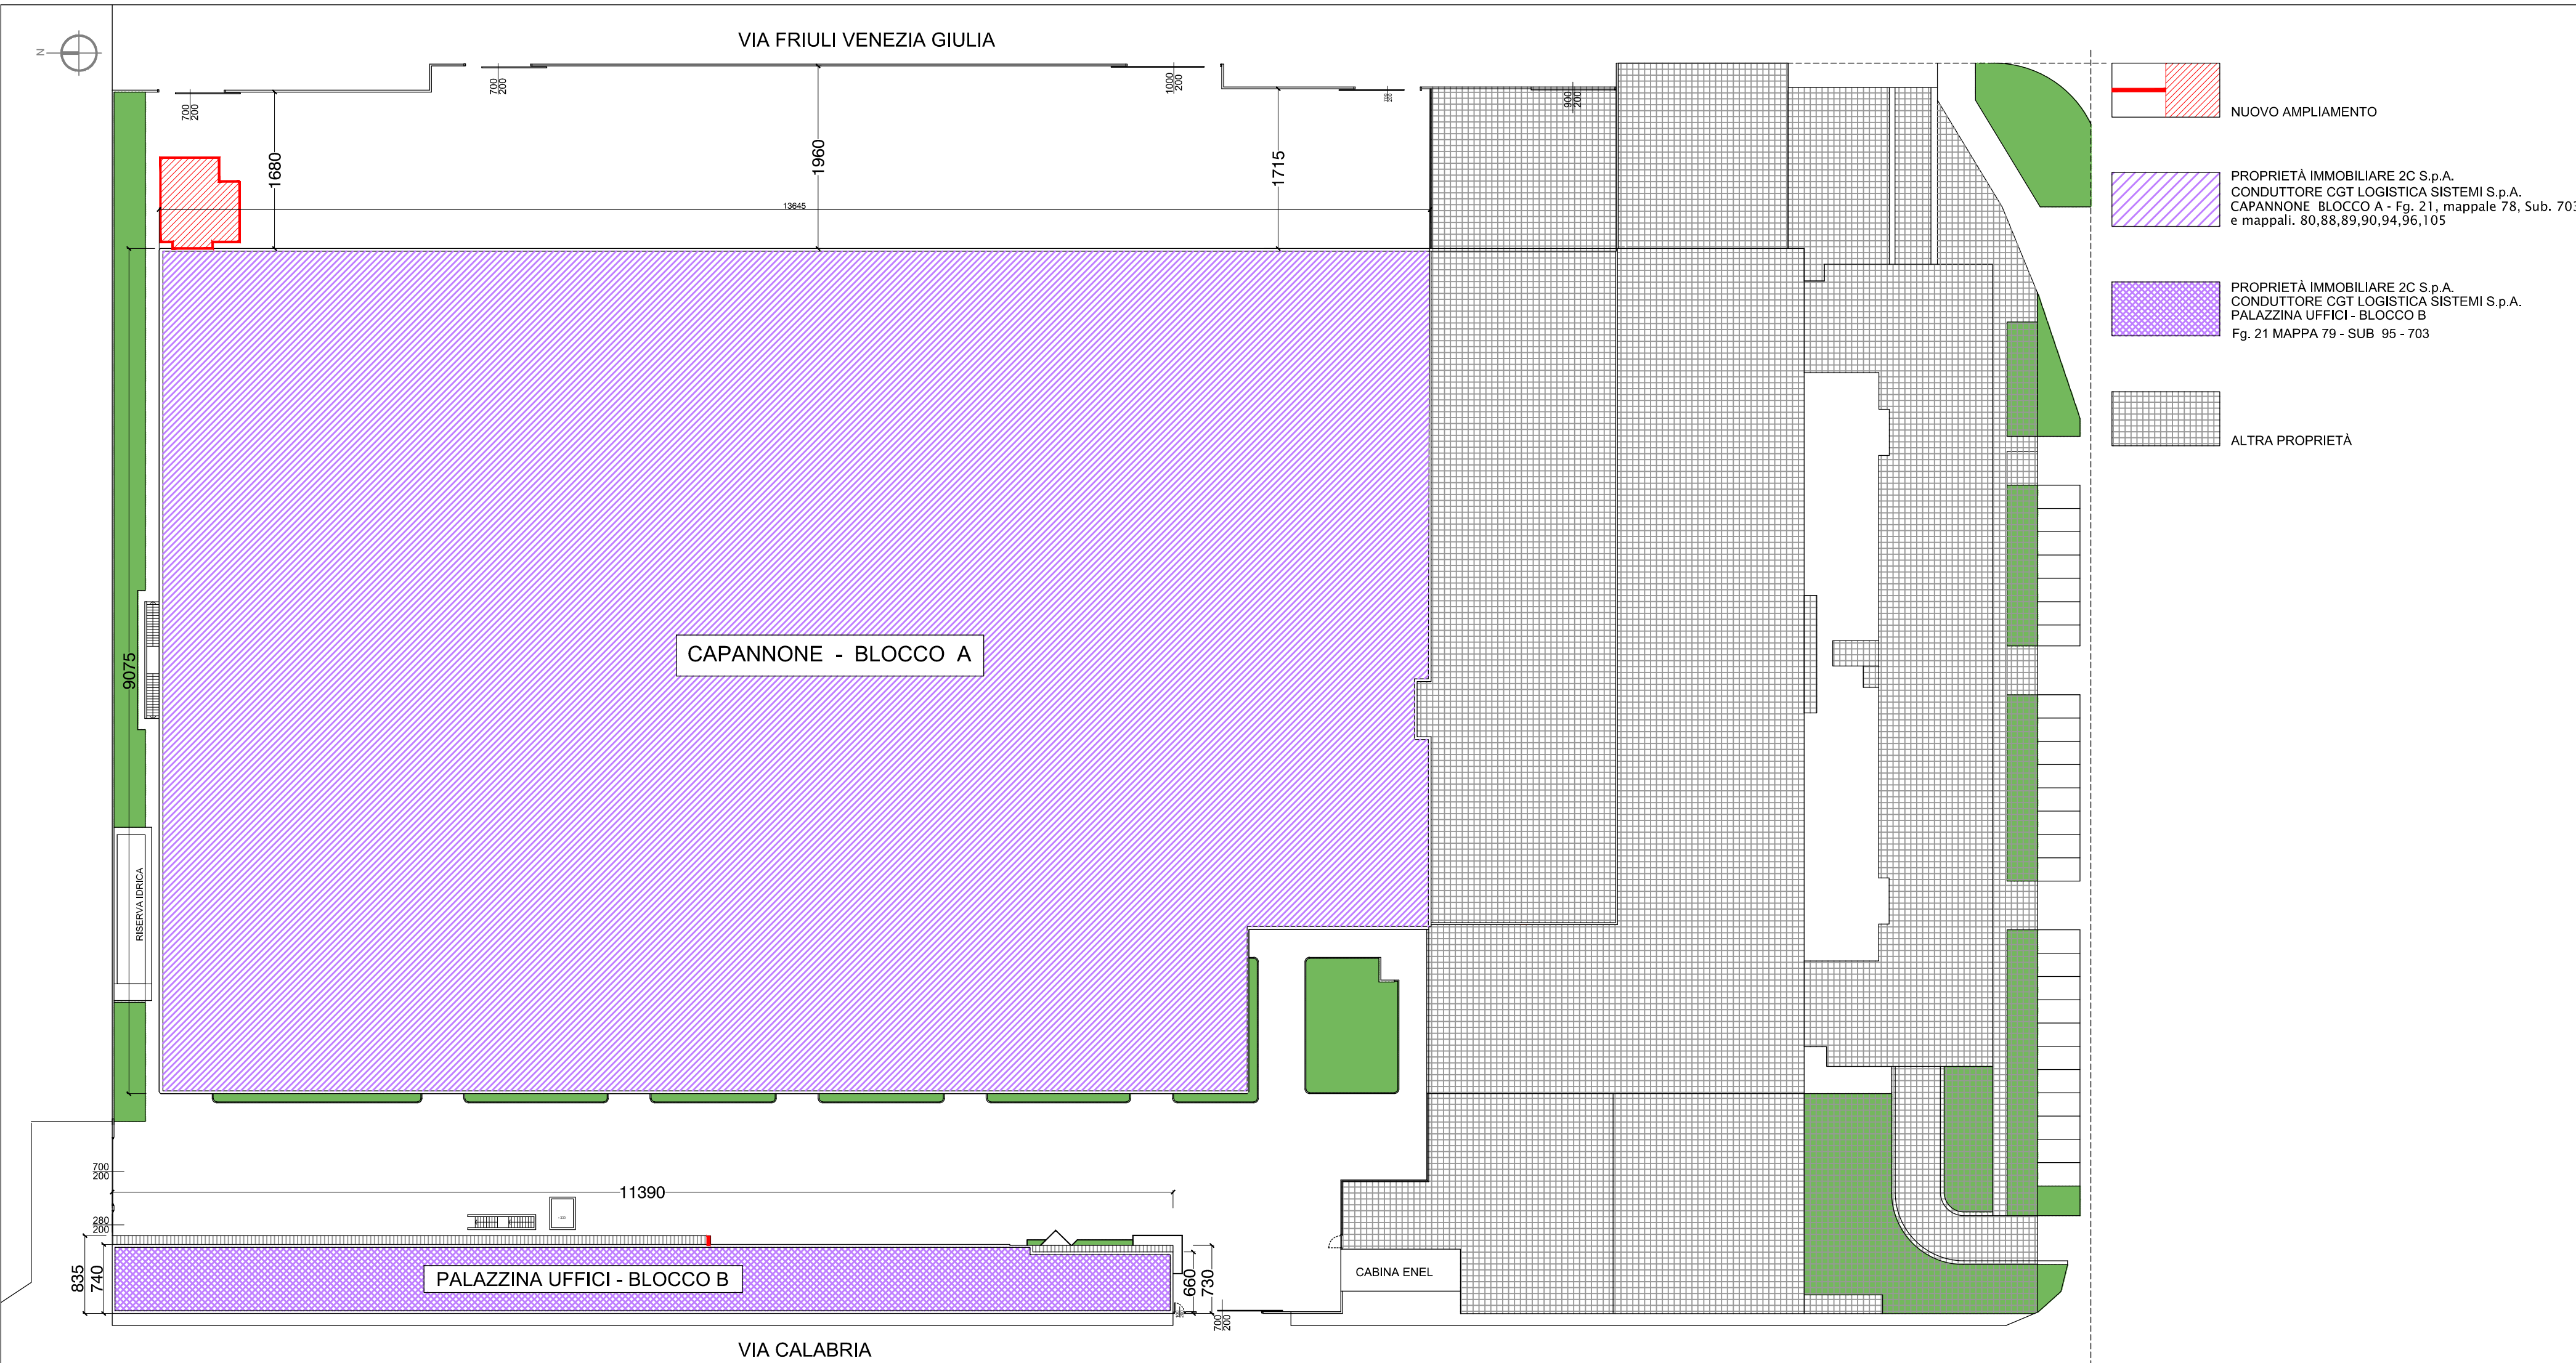 VIA FRIULI VENEZIA GIULIA
N
700
200
700
200
1000
200
900
200
1680
1960
1715
13645
NUOVO AMPLIAMENTO
PROPRIETÀ IMMOBILIARE 2C S.p.A.
CONDUTTORE CGT LOGISTICA SISTEMI S.p.A.
CAPANNONE BLOCCO A - Fg. 21, mappale 78, Sub. 703
e mappali. 80,88,89,90,94,96,105
PROPRIETÀ IMMOBILIARE 2C S.p.A.
CONDUTTORE CGT LOGISTICA SISTEMI S.p.A.
PALAZZINA UFFICI - BLOCCO B
Fg. 21 MAPPA 79 - SUB 95 - 703
ALTRA PROPRIETÀ
CAPANNONE - BLOCCO A
9075
RISERVA IDRICA
700
200
11390
280
200
835
740
PALAZZINA UFFICI - BLOCCO B
660
730
700
200
CABINA ENEL
VIA CALABRIA